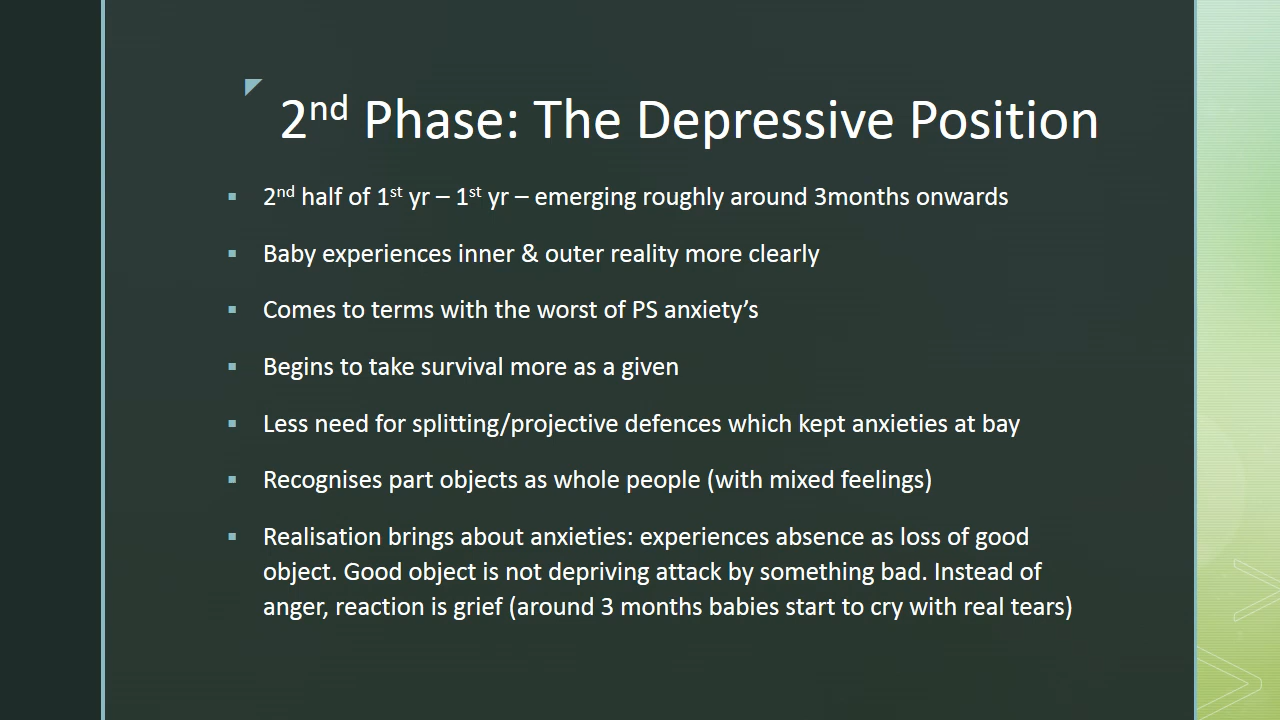 2nd Phase: The Depressive Position
▪ 2nd half of 1st yr – 1st yr – emerging roughly around 3months onwards
▪ Baby experiences inner & outer reality more clearly
▪ Comes to terms with the worst of PS anxiety’s
▪ Begins to take survival more as a given
▪ Less need for splitting/projective defences which kept anxieties at bay
▪ Recognises part objects as whole people (with mixed feelings)
▪ Realisation brings about anxieties: experiences absence as loss of good
object. Good object is not depriving attack by something bad. Instead of
anger, reaction is grief (around 3 months babies start to cry with real tears)